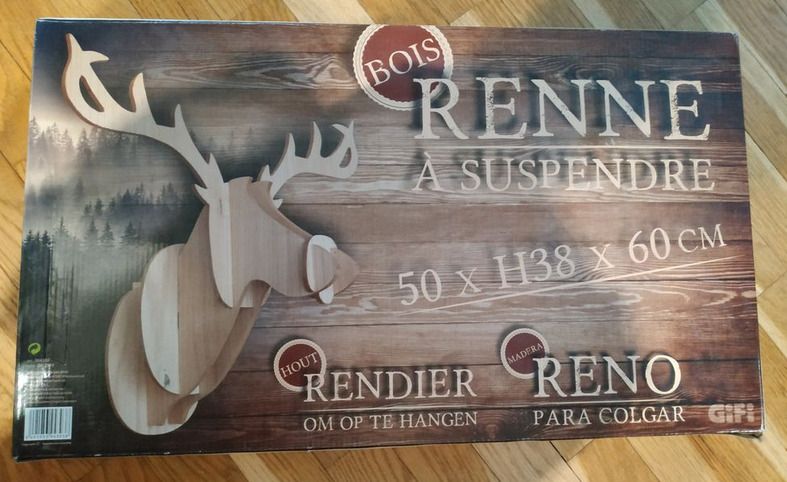 BOIS
RENNE
À SUSPENDRE
50 x H38 x 60 CM
HOUT
RENDIER
OM OP TE HANGEN
MADERA
RENO
PARA COLGAR
GiFi